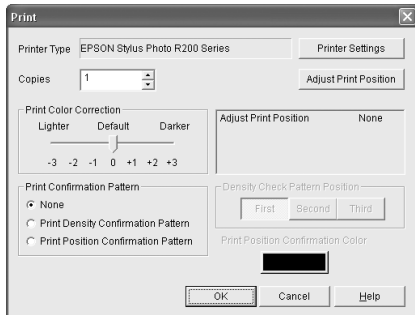 Print
Printer Type EPSON Stylus Photo R200 Series Printer Settings
Copies 1 Adjust Print Position
Print Color Correction
Lighter Default Darker
-3 -2 -1 0 +1 +2 +3
Adjust Print Position None
Print Confirmation Pattern
None
Print Density Confirmation Pattern
Print Position Confirmation Pattern
Density Check Pattern Position
First Second Third
Print Position Confirmation Color
OK Cancel Help